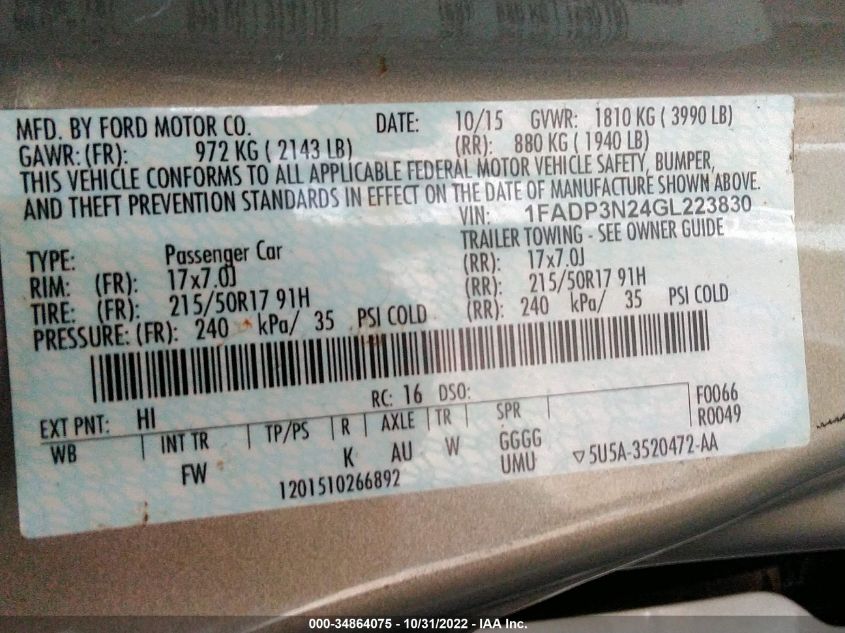 MFD. BY FORD MOTOR CO. DATE: 10/15 GVWR: 1810 KG ( 3990 LB)
GAWR: (FR): 972 KG ( 2143 LB) (RR): 880 KG ( 1940 LB)
THIS VEHICLE CONFORMS TO ALL APPLICABLE FEDERAL MOTOR VEHICLE SAFETY, BUMPER,
AND THEFT PREVENTION STANDARDS IN EFFECT ON THE DATE OF MANUFACTURE SHOWN ABOVE.
VIN: 1FADP3N24GL223830
TYPE: Passenger Car TRAILER TOWING - SEE OWNER GUIDE
RIM: (FR): 17x7.0J (RR): 17x7.0J
TIRE: (FR): 215/50R17 91H (RR): 215/50R17 91H
PRESSURE: (FR): 240 kPa/ 35 PSI COLD (RR): 240 kPa/ 35 PSI COLD
RC: 16 DSO: F0066
EXT PNT: HI R0049
WB INT TR TP/PS R AXLE TR SPR
FW K AU W GGGG
UMU ▽5U5A-3520472-AA
1201510266892
000-34864075 - 10/31/2022 - IAA Inc.